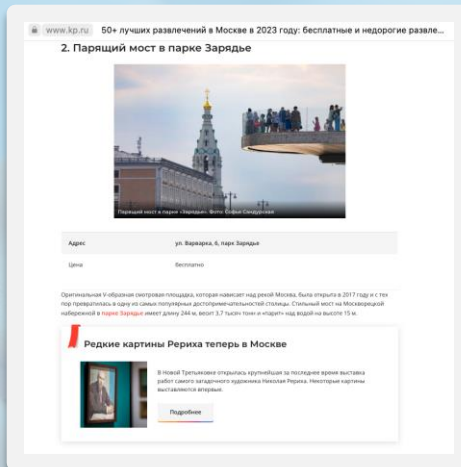 www.kp.ru 50+ лучших развлечений в Москве в 2023 году: бесплатные и недорогие развле...
2. Парящий мост в парке Зарядье
Парящий мост в парке «Зарядье». Фото: Софья Сандурская
Адрес ул. Варварка, 6, парк Зарядье
Цена бесплатно
Оригинальная V-образная смотровая площадка, которая нависает над рекой Москва, была открыта в 2017 году и с тех
пор превратилась в одну из самых популярных достопримечательностей столицы. Стильный мост на Москворецкой
набережной в парке Зарядье имеет длину 244 м, весит 3,7 тысяч тонн и «парит» над водой на высоте 15 м.
Редкие картины Рериха теперь в Москве
В Новой Третьяковке открылась крупнейшая за последнее время выставка
работ самого загадочного художника Николая Рериха. Некоторые картины
выставляются впервые.
Подробнее